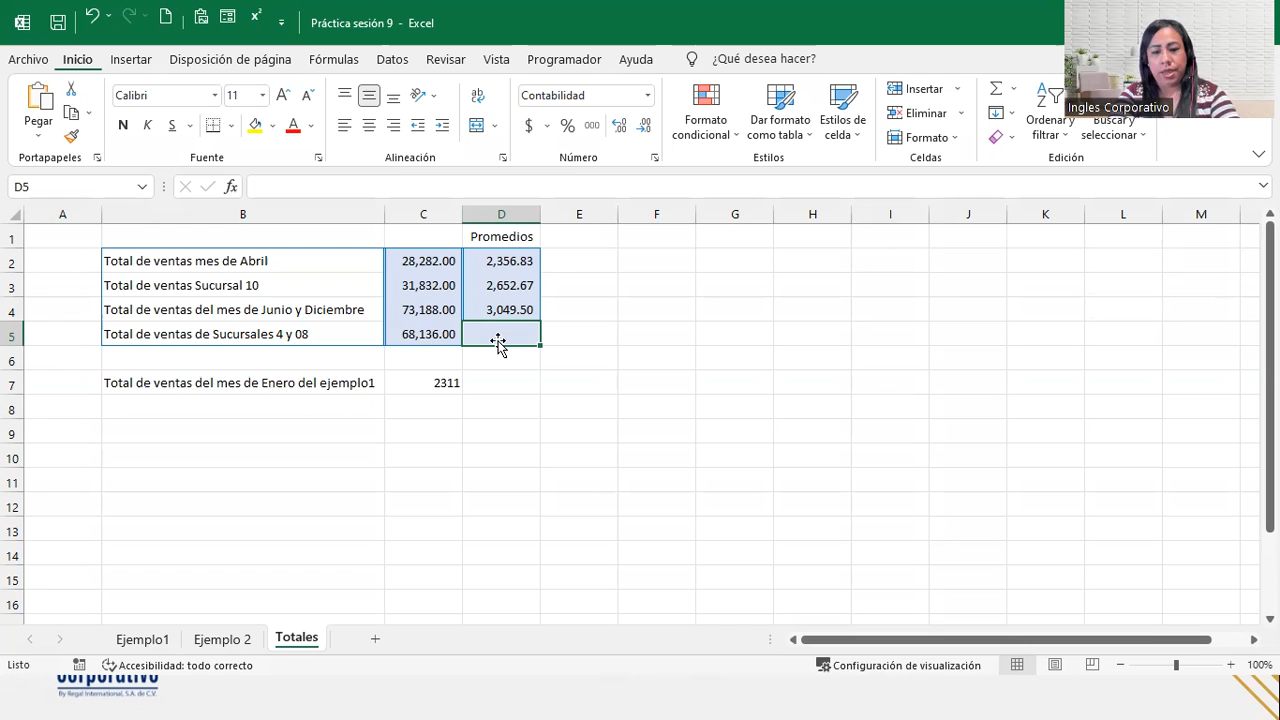 Práctica sesión 9 - Excel
Archivo Inicio Insertar Disposición de página Fórmulas Datos Revisar Vista Programador Ayuda ¿Qué desea hacer?
Ingles Corporativo
Pegar
Calibri 11
N K S
Contabilidad
$ % 000
Formato condicional
Dar formato como tabla
Estilos de celda
Insertar
Eliminar
Formato
Ordenar y filtrar
Buscar y seleccionar
Portapapeles Fuente Alineación Número Estilos Celdas Edición
D5 fx
A B C D E F G H I J K L M
1 Promedios
2 Total de ventas mes de Abril 28,282.00 2,356.83
3 Total de ventas Sucursal 10 31,832.00 2,652.67
4 Total de ventas del mes de Junio y Diciembre 73,188.00 3,049.50
5 Total de ventas de Sucursales 4 y 08 68,136.00
6
7 Total de ventas del mes de Enero del ejemplo1 2311
8
9
10
11
12
13
14
15
16
Ejemplo1 Ejemplo 2 Totales
Listo Accesibilidad: todo correcto Configuración de visualización 100%
Corporativo
By Regal International, S.A. de C.V.